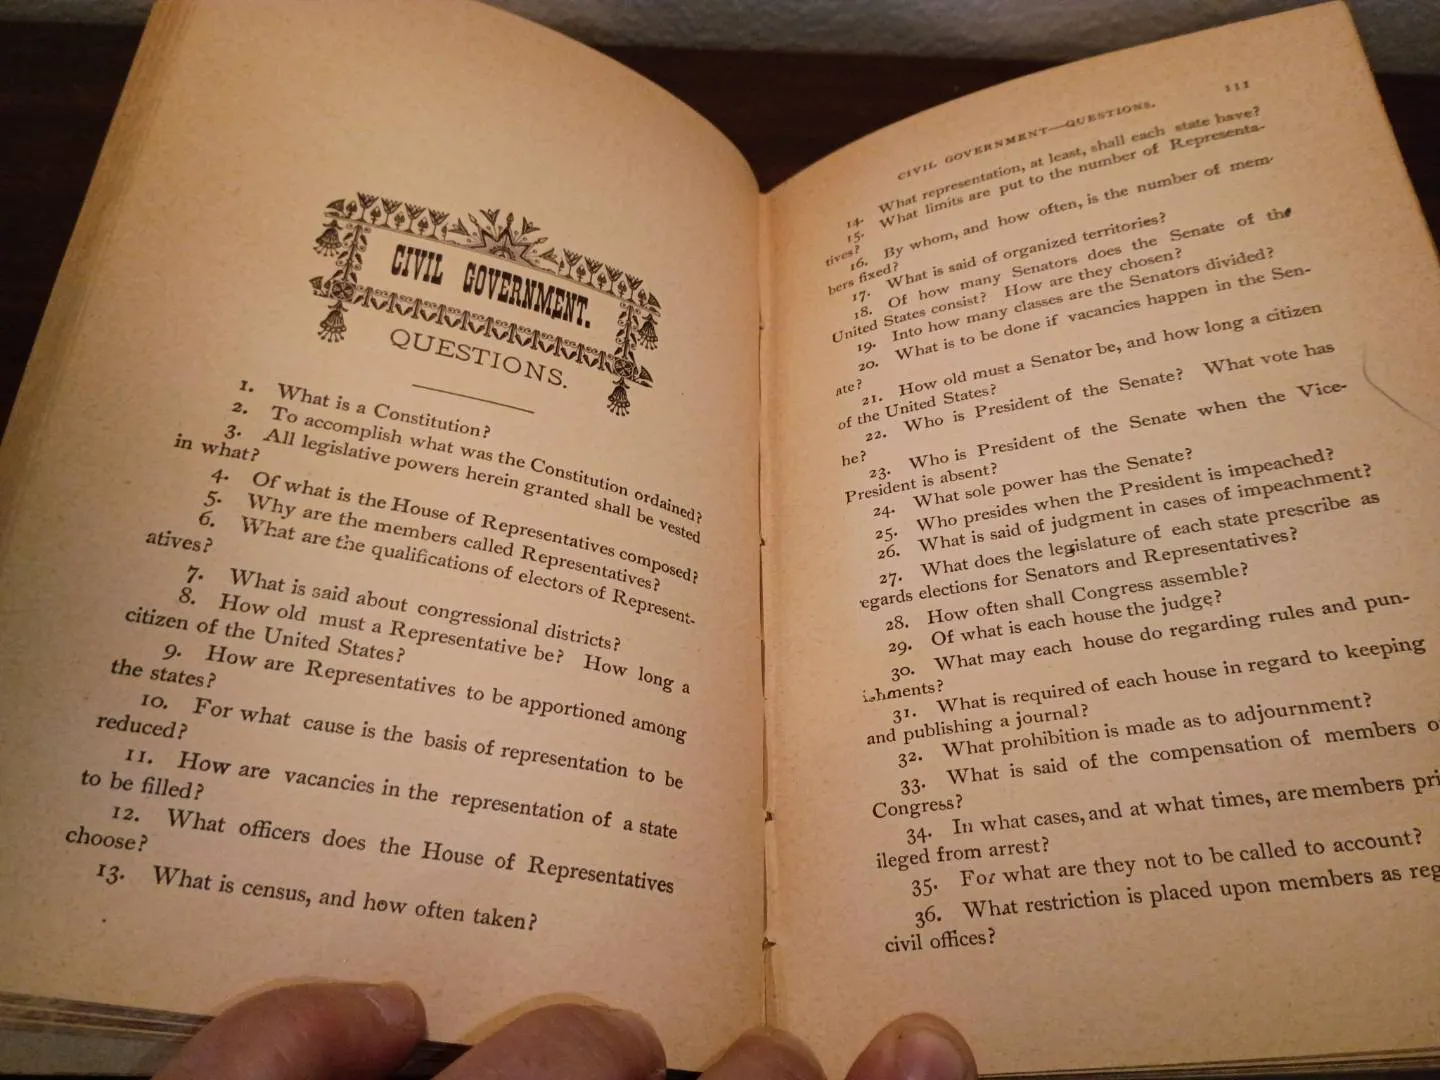 CIVIL GOVERNMENT.
QUESTIONS.
1. What is a Constitution?
2. To accomplish what was the Constitution ordained?
3. All legislative powers herein granted shall be vested
in what?
4. Of what is the House of Representatives composed?
5. Why are the members called Representatives?
6. What are the qualifications of electors of Represent-
atives?
7. What is said about congressional districts?
8. How old must a Representative be? How long a
citizen of the United States?
9. How are Representatives to be apportioned among
the states?
10. For what cause is the basis of representation to be
reduced?
11. How are vacancies in the representation of a state
to be filled?
12. What officers does the House of Representatives
choose?
13. What is census, and how often taken?
CIVIL GOVERNMENT—QUESTIONS. 111
14. What representation, at least, shall each state have?
15. What limits are put to the number of Representa-
tives?
16. By whom, and how often, is the number of mem-
bers fixed?
17. What is said of organized territories?
18. Of how many Senators does the Senate of the
United States consist? How are they chosen?
19. Into how many classes are the Senators divided?
20. What is to be done if vacancies happen in the Sen-
ate?
21. How old must a Senator be, and how long a citizen
of the United States?
22. Who is President of the Senate? What vote has
he?
23. Who is President of the Senate when the Vice-
President is absent?
24. What sole power has the Senate?
25. Who presides when the President is impeached?
26. What is said of judgment in cases of impeachment?
27. What does the legislature of each state prescribe as
regards elections for Senators and Representatives?
28. How often shall Congress assemble?
29. Of what is each house the judge?
30. What may each house do regarding rules and pun-
ishments?
31. What is required of each house in regard to keeping
and publishing a journal?
32. What prohibition is made as to adjournment?
33. What is said of the compensation of members o
Congress?
34. In what cases, and at what times, are members pri
ileged from arrest?
35. For what are they not to be called to account?
36. What restriction is placed upon members as reg
civil offices?